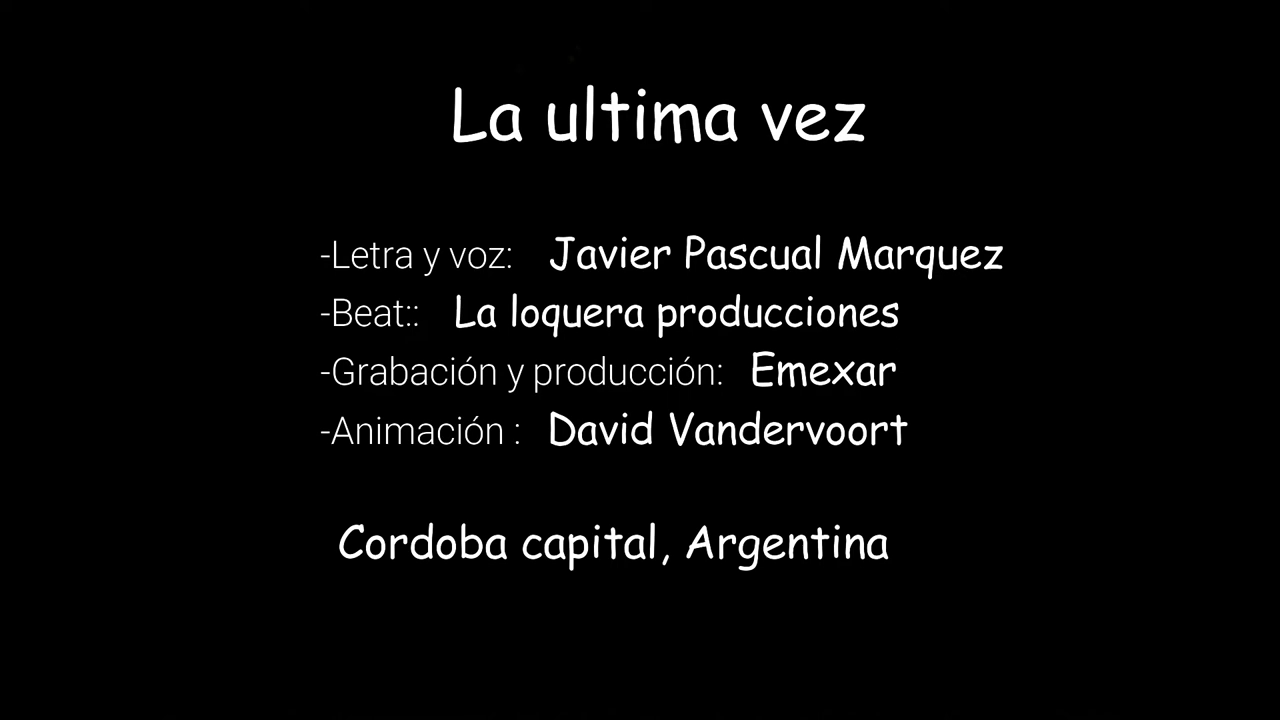 La ultima vez
-Letra y voz: Javier Pascual Marquez
-Beat:: La loquera producciones
-Grabación y producción: Emexar
-Animación : David Vandervoort
Cordoba capital, Argentina